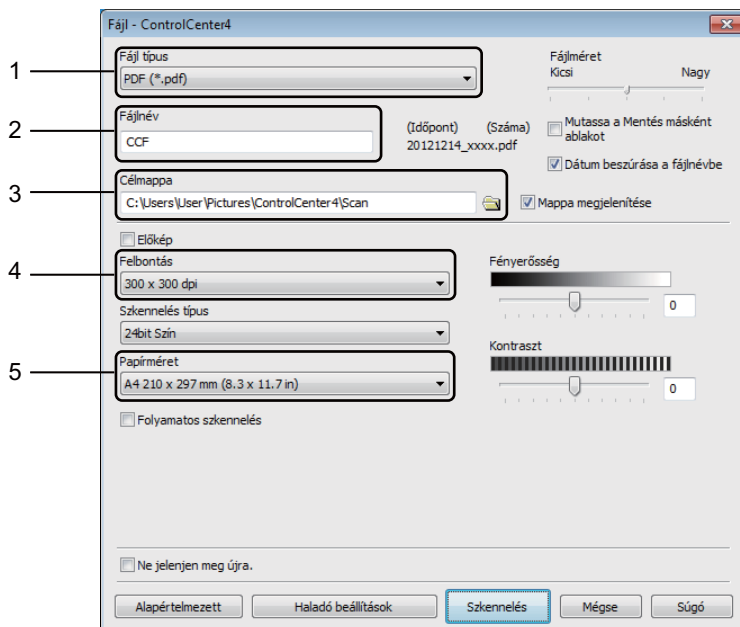 Fájl - ControlCenter4
1
Fájl típus
PDF (*.pdf)
Fájlméret
Kicsi Nagy
2
Fájlnév
CCF
(Időpont) (Száma)
20121214_xxxx.pdf
Mutassa a Mentés másként
ablakot
Dátum beszúrása a fájlnévbe
3
Célmappa
C:\Users\User\Pictures\ControlCenter4\Scan
Mappa megjelenítése
Előkép
4
Felbontás
300 x 300 dpi
Fényerősség
0
Szkennelés típus
24bit Szín
Kontraszt
0
5
Papírméret
A4 210 x 297 mm (8.3 x 11.7 in)
Folyamatos szkennelés
Ne jelenjen meg újra.
Alapértelmezett Haladó beállítások Szkennelés Mégse Súgó